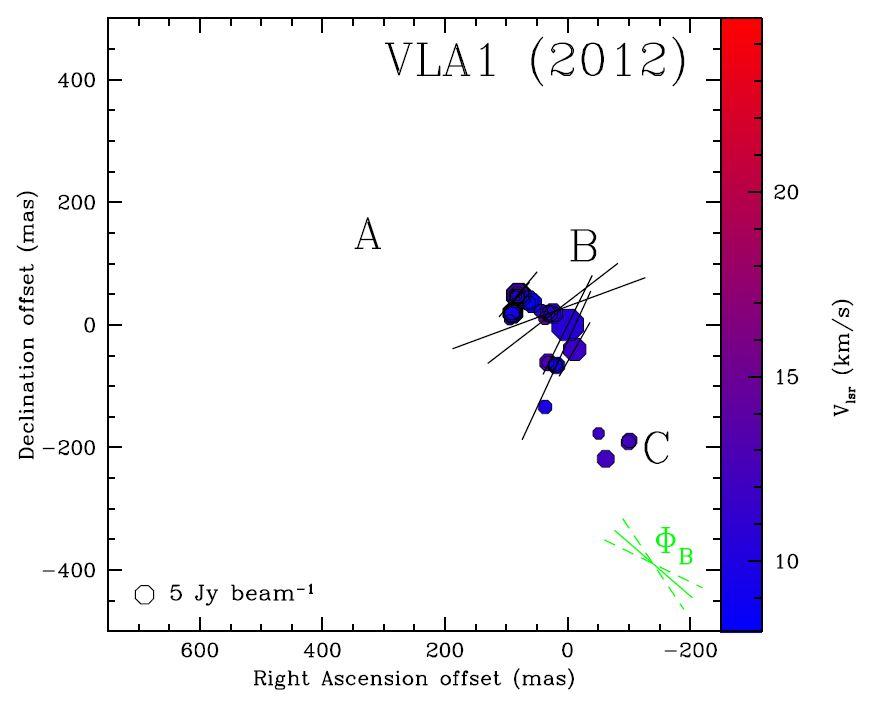 VLA1 (2012)
400
200
0
−200
−400
Declination offset (mas)
A
B
C
Φ_B
5 Jy beam⁻¹
600
400
200
0
−200
Right Ascension offset (mas)
20
15
10
V_lsr (km/s)